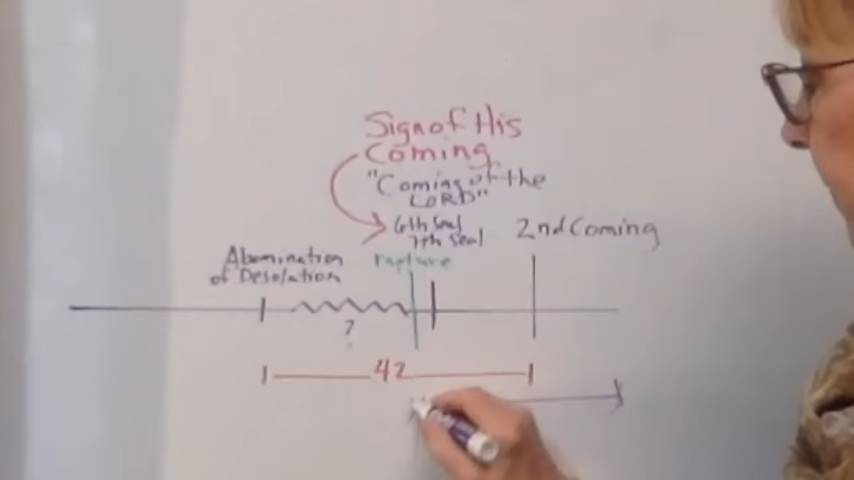 Sign of His
Coming
"Coming of the
LORD"
6th Seal
7th Seal
2nd Coming
Abomination
of Desolation
rapture
?
42